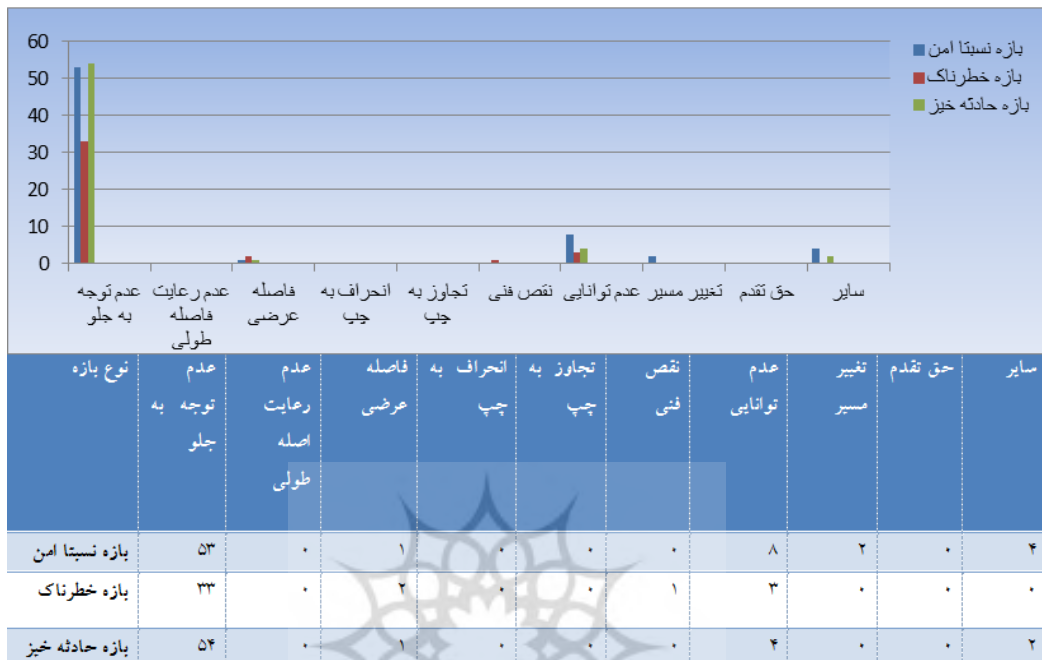 60
50
40
30
20
10
0
بازه نسبتا امن
بازه خطرناک
بازه حادثه خیز
عدم توجه به جلو
عدم رعایت فاصله طولی
فاصله عرضی
انحراف به چپ
تجاوز به چپ
نقص فنی
عدم توانایی
تغییر مسیر
حق تقدم
سایر
نوع بازه
عدم توجه به جلو
عدم رعایت اصله طولی
فاصله عرضی
انحراف به چپ
تجاوز به چپ
نقص فنی
عدم توانایی
تغییر مسیر
حق تقدم
سایر
بازه نسبتا امن ۵۳ ۰ ۱ ۰ ۰ ۰ ۸ ۲ ۰ ۴
بازه خطرناک ۳۳ ۰ ۲ ۰ ۰ ۱ ۳ ۰ ۰ ۰
بازه حادثه خیز ۵۴ ۰ ۱ ۰ ۰ ۰ ۴ ۰ ۰ ۲